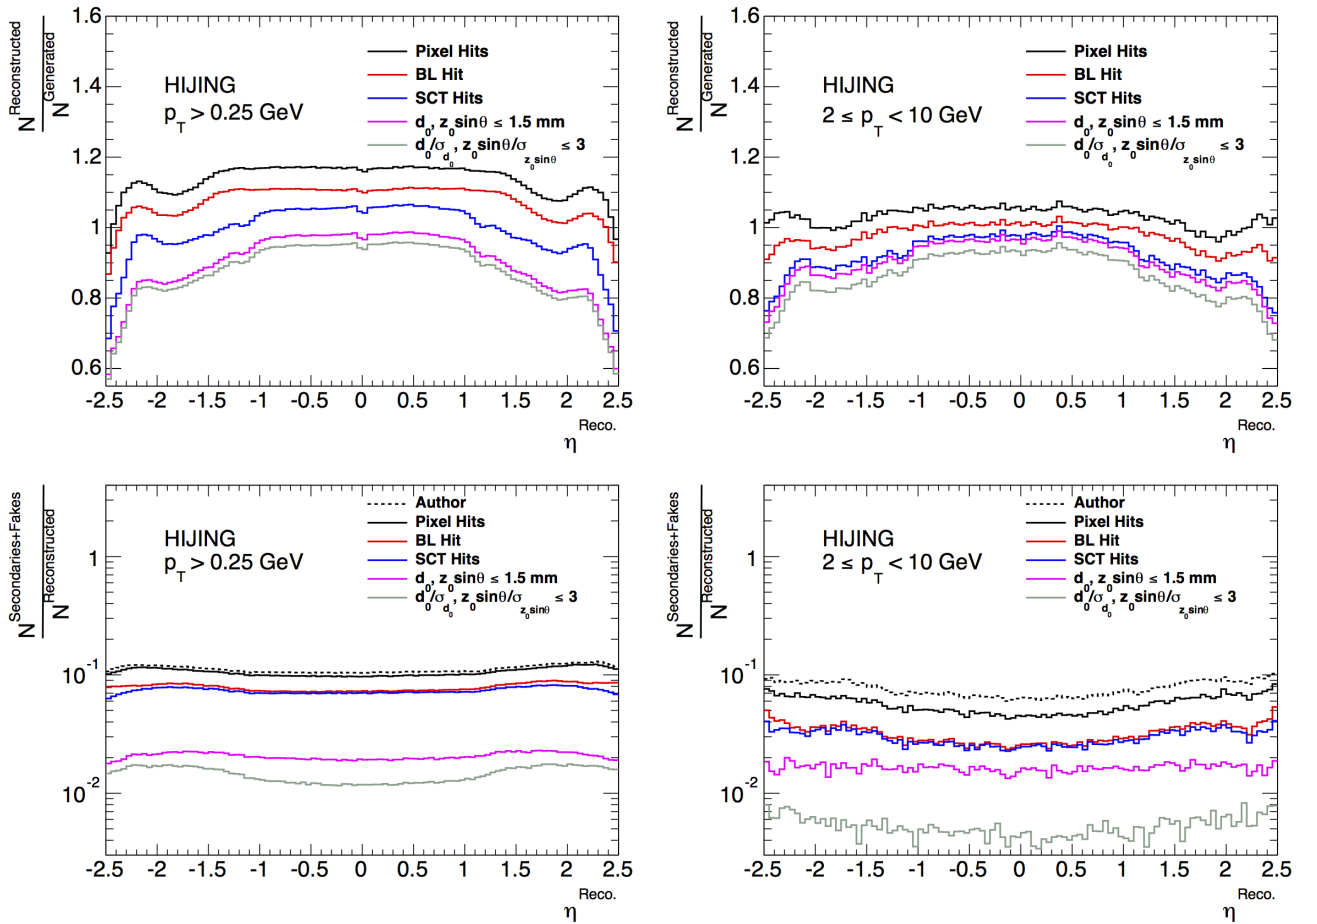 N^Reconstructed / N^Generated
1.6
1.4
1.2
1
0.8
0.6
HIJING
p_T > 0.25 GeV
Pixel Hits
BL Hit
SCT Hits
d_0, z_0 sinθ ≤ 1.5 mm
d_0/σ_d_0, z_0 sinθ/σ_z_0 sinθ ≤ 3
-2.5 -2 -1.5 -1 -0.5 0 0.5 1 1.5 2 2.5
η^Reco.
N^Reconstructed / N^Generated
1.6
1.4
1.2
1
0.8
0.6
HIJING
2 ≤ p_T < 10 GeV
Pixel Hits
BL Hit
SCT Hits
d_0, z_0 sinθ ≤ 1.5 mm
d_0/σ_d_0, z_0 sinθ/σ_z_0 sinθ ≤ 3
-2.5 -2 -1.5 -1 -0.5 0 0.5 1 1.5 2 2.5
η^Reco.
N^Secondaries+Fakes / N^Reconstructed
1
10^-1
10^-2
HIJING
p_T > 0.25 GeV
Author
Pixel Hits
BL Hit
SCT Hits
d_0, z_0 sinθ ≤ 1.5 mm
d_0/σ_d_0, z_0 sinθ/σ_z_0 sinθ ≤ 3
-2.5 -2 -1.5 -1 -0.5 0 0.5 1 1.5 2 2.5
η^Reco.
N^Secondaries+Fakes / N^Reconstructed
1
10^-1
10^-2
HIJING
2 ≤ p_T < 10 GeV
Author
Pixel Hits
BL Hit
SCT Hits
d_0, z_0 sinθ ≤ 1.5 mm
d_0/σ_d_0, z_0 sinθ/σ_z_0 sinθ ≤ 3
-2.5 -2 -1.5 -1 -0.5 0 0.5 1 1.5 2 2.5
η^Reco.